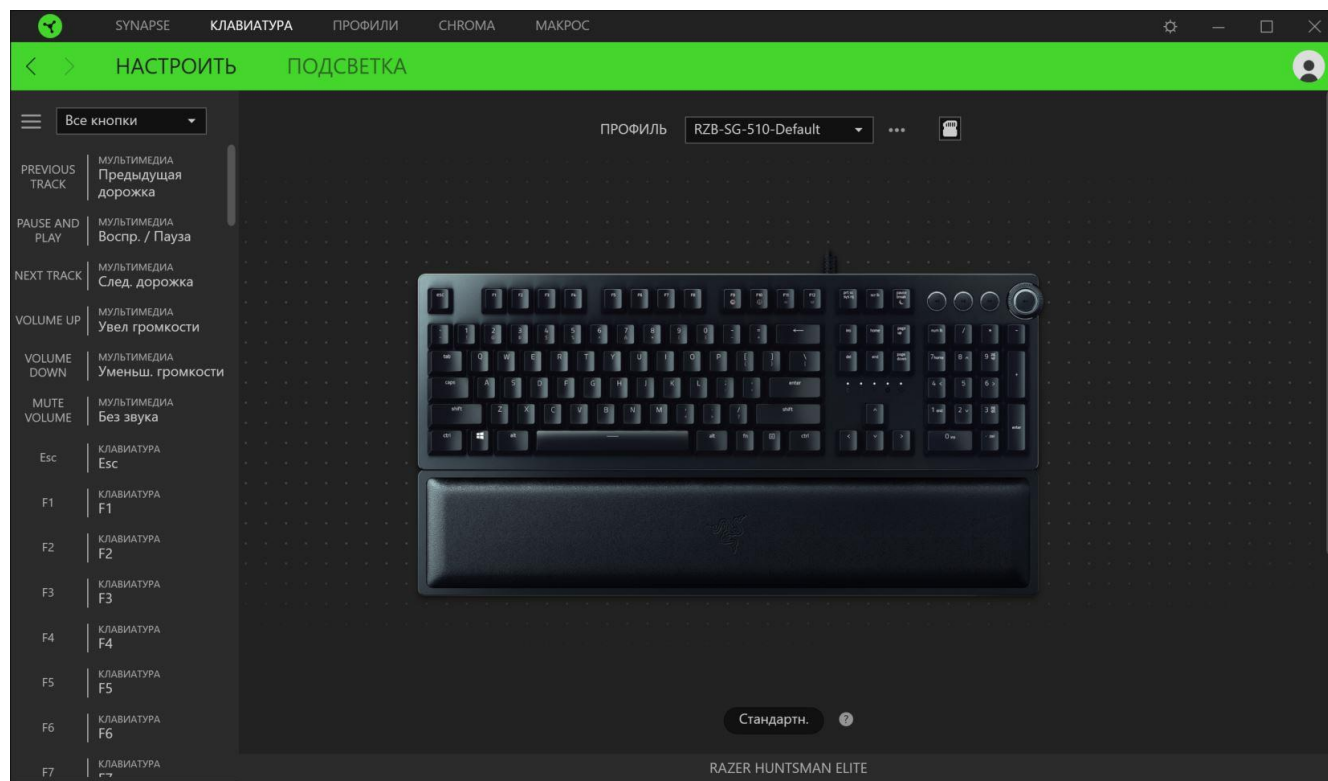 SYNAPSE КЛАВИАТУРА ПРОФИЛИ CHROMA МАКРОС
НАСТРОИТЬ ПОДСВЕТКА
Все кнопки
ПРОФИЛЬ RZB-SG-510-Default
PREVIOUS TRACK
МУЛЬТИМЕДИА
Предыдущая
дорожка
PAUSE AND PLAY
МУЛЬТИМЕДИА
Воспр. / Пауза
NEXT TRACK
МУЛЬТИМЕДИА
След. дорожка
VOLUME UP
МУЛЬТИМЕДИА
Увел громкости
VOLUME DOWN
МУЛЬТИМЕДИА
Уменьш. громкости
MUTE VOLUME
МУЛЬТИМЕДИА
Без звука
Esc
КЛАВИАТУРА
Esc
F1
КЛАВИАТУРА
F1
F2
КЛАВИАТУРА
F2
F3
КЛАВИАТУРА
F3
F4
КЛАВИАТУРА
F4
F5
КЛАВИАТУРА
F5
F6
КЛАВИАТУРА
F6
F7
КЛАВИАТУРА
Стандартн. ?
RAZER HUNTSMAN ELITE